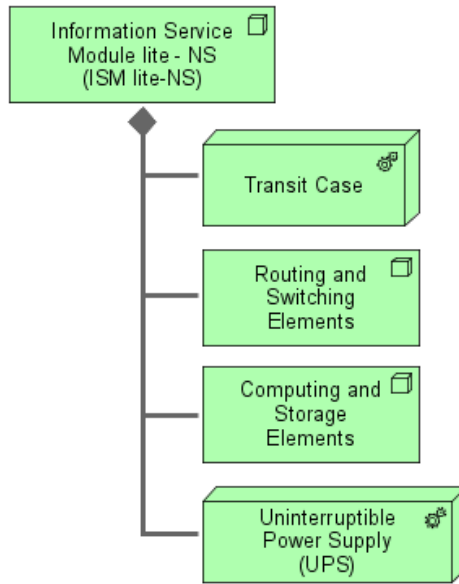 Information Service
Module lite - NS
(ISM lite-NS)
Transit Case
Routing and
Switching
Elements
Computing and
Storage
Elements
Uninterruptible
Power Supply
(UPS)